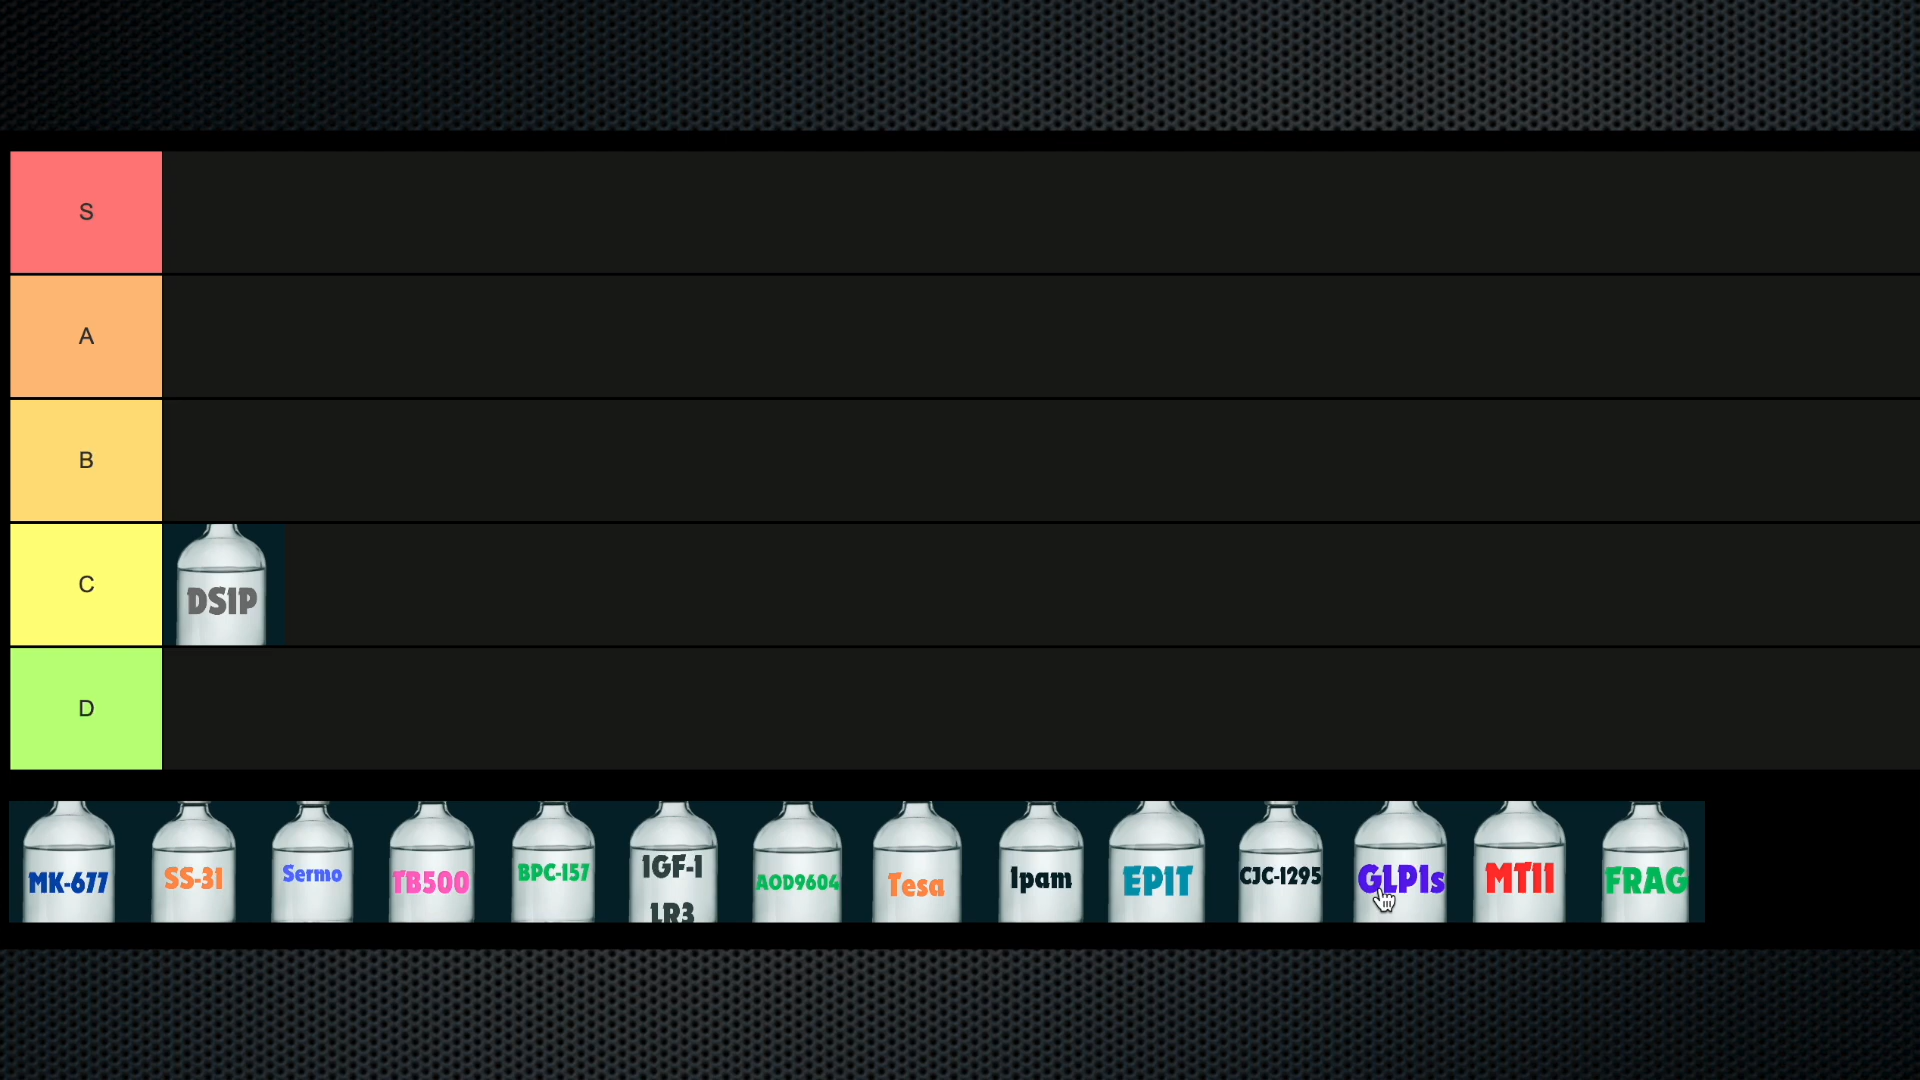 S
A
B
C
DSIP
D
MK-677
SS-31
Sermo
TB500
BPC-157
IGF-1
LR3
AOD9604
Tesa
Ipam
EPIT
CJC-1295
GLP1s
MTII
FRAG